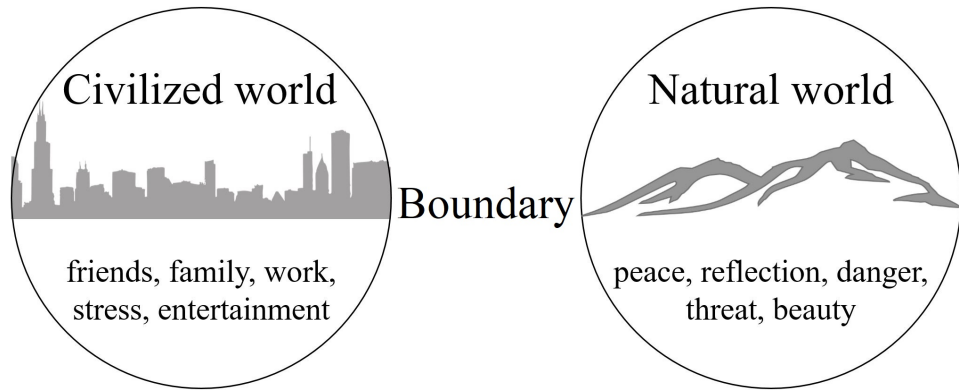 Civilized world
friends, family, work,
stress, entertainment
Boundary
Natural world
peace, reflection, danger,
threat, beauty